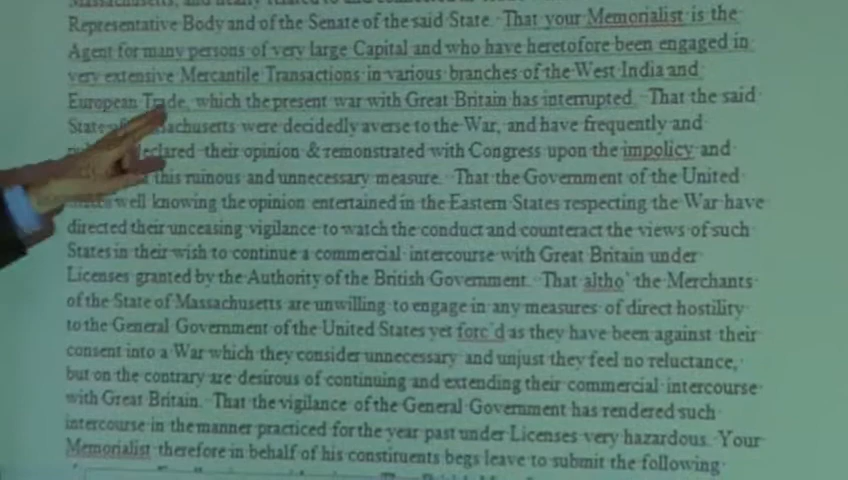 Representative Body and of the Senate of the said State. That your Memorialist is the
Agent for many persons of very large Capital and who have heretofore been engaged in
very extensive Mercantile Transactions in various branches of the West India and
European Trade, which the present war with Great Britain has interrupted. That the said
State Massachusetts were decidedly averse to the War, and have frequently and
declared their opinion & remonstrated with Congress upon the impolicy and
this ruinous and unnecessary measure. That the Government of the United
well knowing the opinion entertained in the Eastern States respecting the War have
directed their unceasing vigilance to watch the conduct and counteract the views of such
States in their wish to continue a commercial intercourse with Great Britain under
Licenses granted by the Authority of the British Government. That altho' the Merchants
of the State of Massachusetts are unwilling to engage in any measures of direct hostility
to the General Government of the United States yet forc'd as they have been against their
consent into a War which they consider unnecessary and unjust they feel no reluctance,
but on the contrary are desirous of continuing and extending their commercial intercourse
with Great Britain. That the vigilance of the General Government has rendered such
intercourse in the manner practiced for the year past under Licenses very hazardous. Your
Memorialist therefore in behalf of his constituents begs leave to submit the following